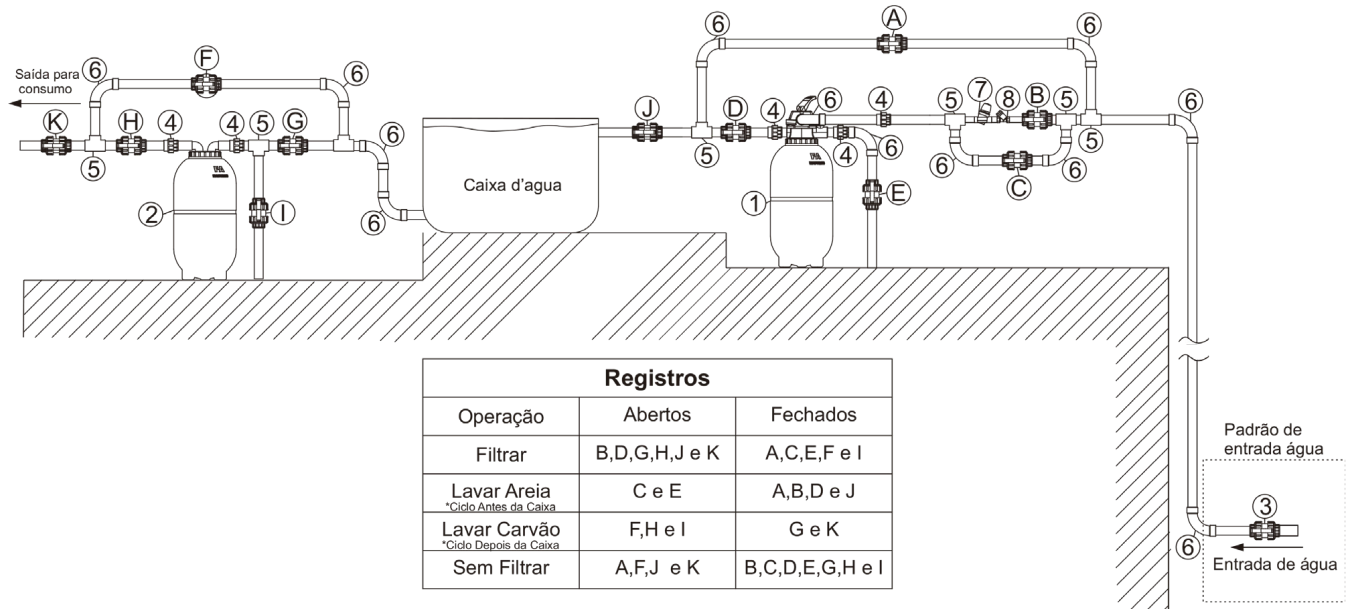 A
F
Saída para
consumo
6
6
6
6
6
7
8
B
5
6
4
4
6
K
H
4
4
5
G
6
J
D
5
5
5
5
4
6
6
C
6
Caixa d'agua
2
I
1
E
6
Registros
Operação Abertos Fechados
Filtrar B,D,G,H,J e K A,C,E,F e I
Lavar Areia C e E A,B,D e J
*Ciclo Antes da Caixa
Lavar Carvão F,H e I G e K
*Ciclo Depois da Caixa
Sem Filtrar A,F,J e K B,C,D,E,G,H e I
Padrão de
entrada água
3
6
Entrada de água